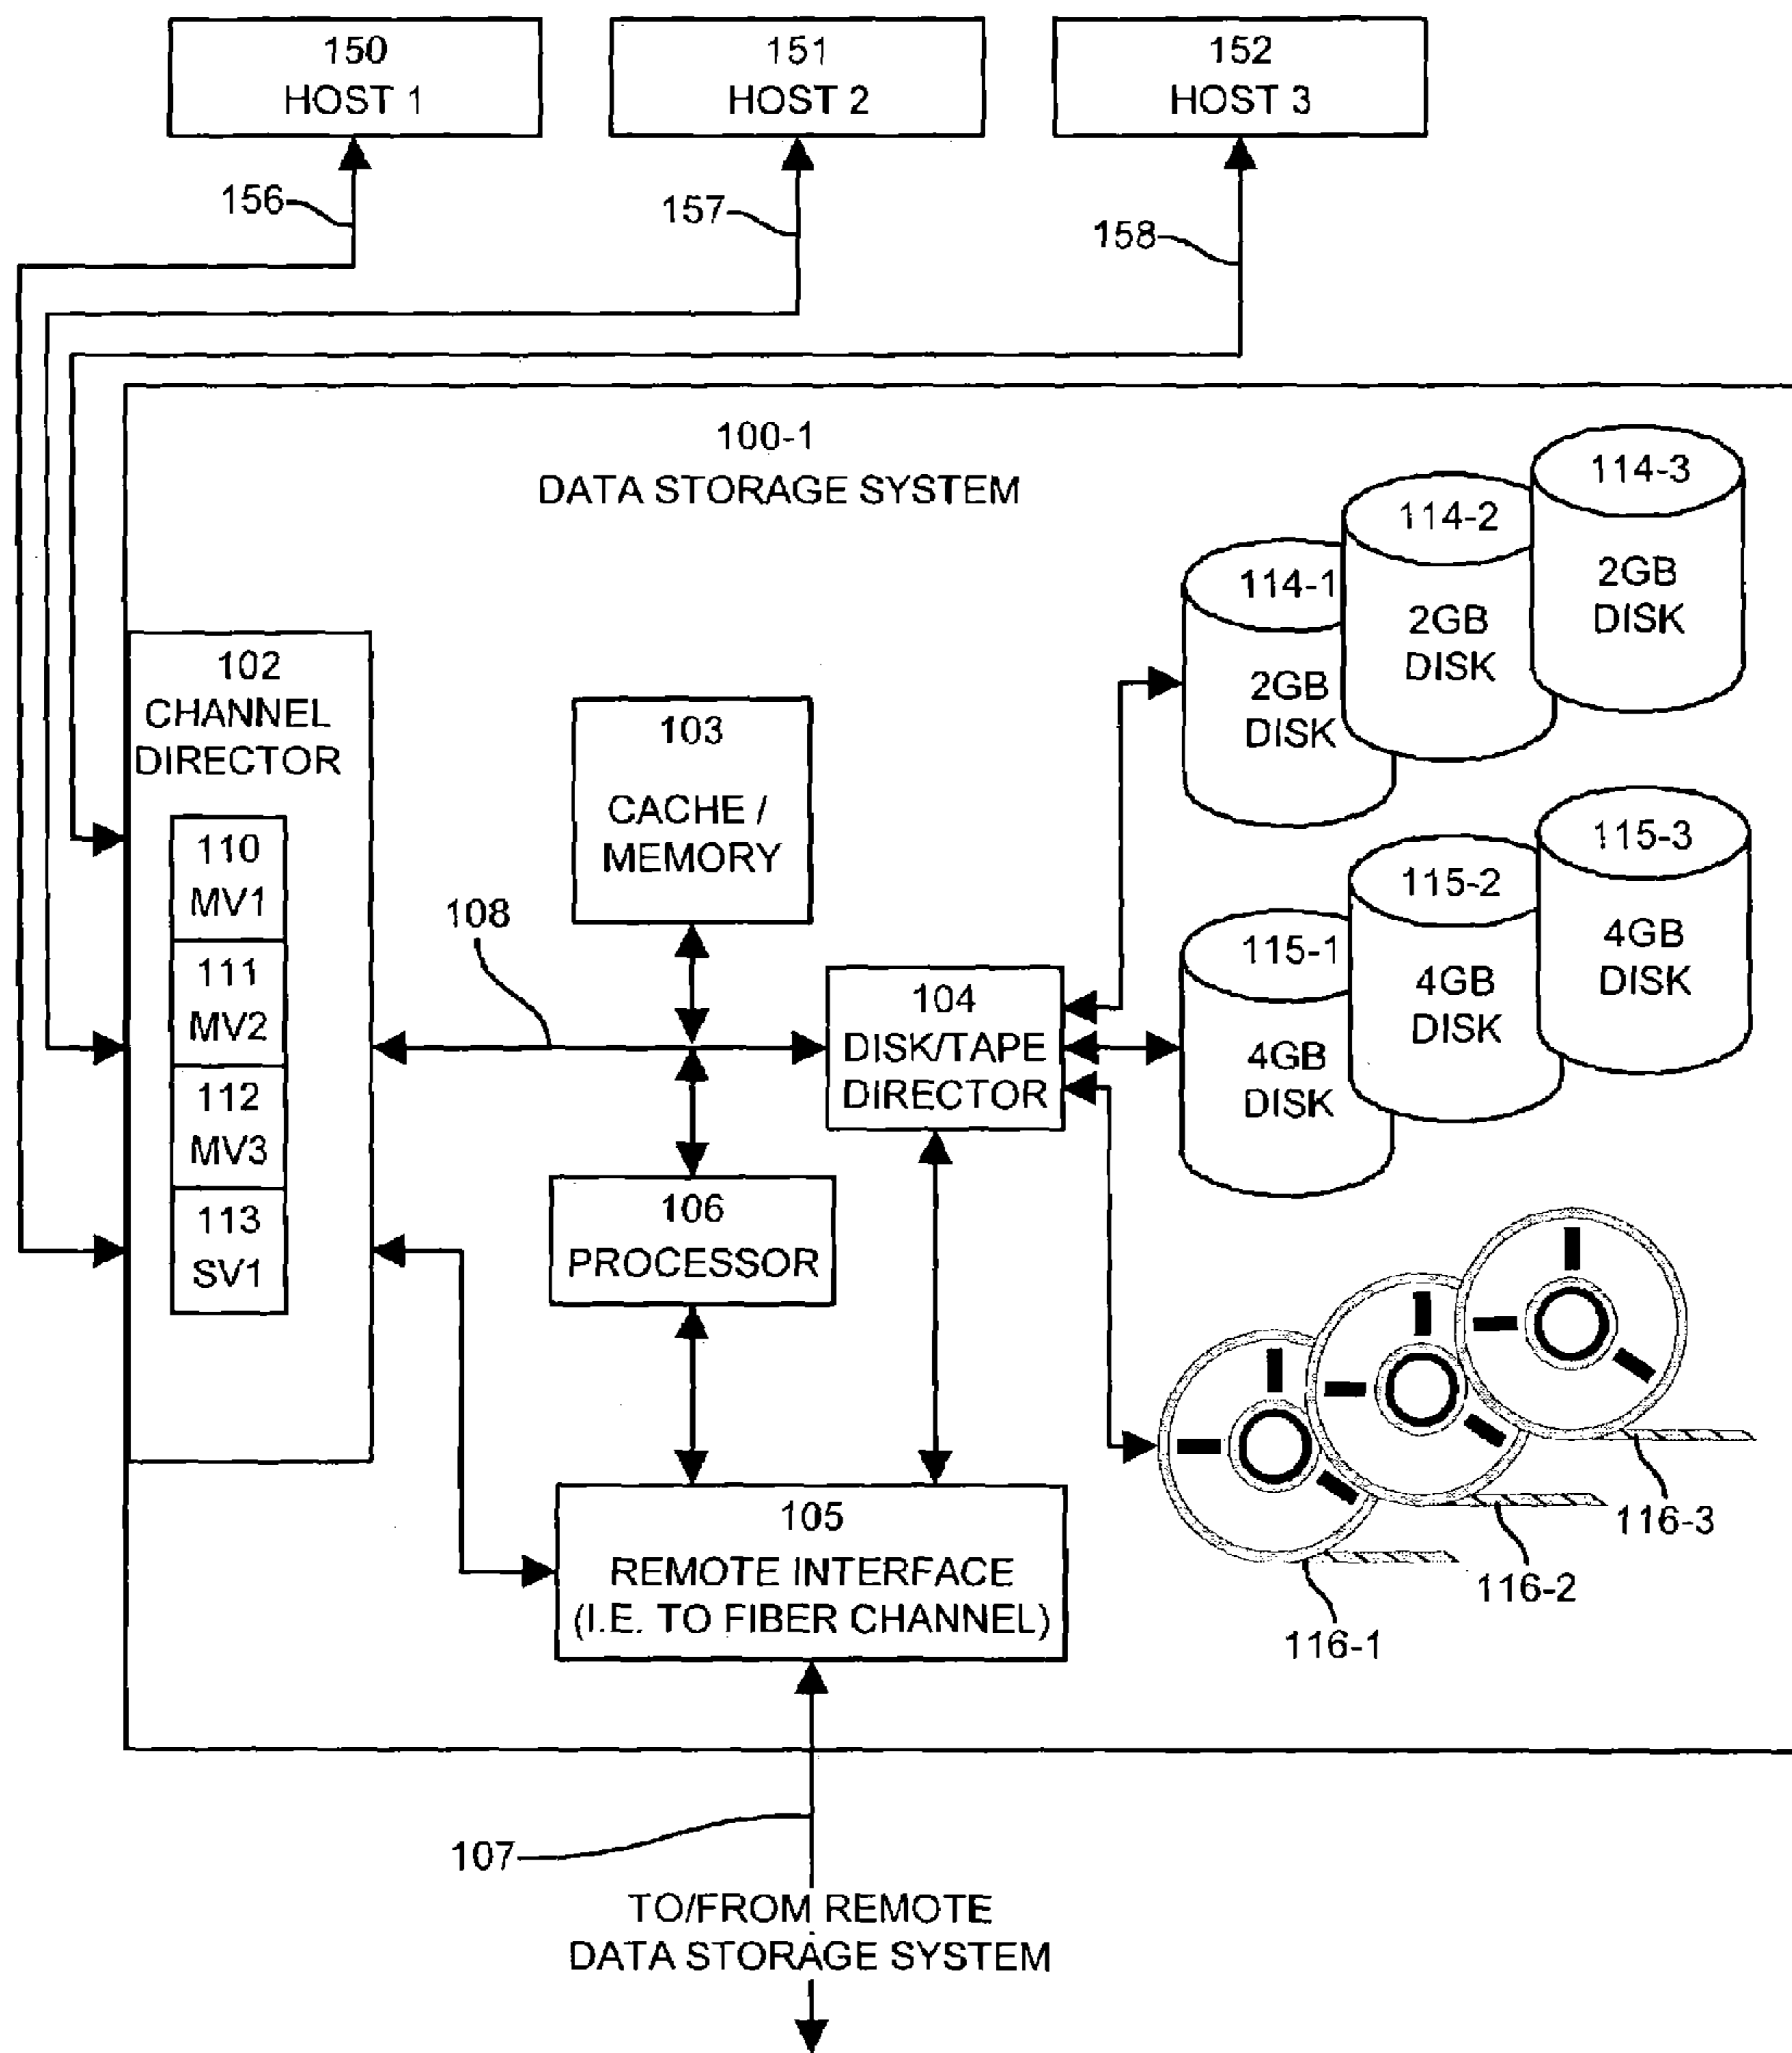 150
HOST 1
151
HOST 2
152
HOST 3
156
157
158
100-1
DATA STORAGE SYSTEM
114-1
2GB
DISK
114-2
2GB
DISK
114-3
2GB
DISK
102
CHANNEL
DIRECTOR
110
MV1
111
MV2
112
MV3
113
SV1
103
CACHE /
MEMORY
108
104
DISK/TAPE
DIRECTOR
115-1
4GB
DISK
115-2
4GB
DISK
115-3
4GB
DISK
106
PROCESSOR
105
REMOTE INTERFACE
(I.E. TO FIBER CHANNEL)
116-1
116-2
116-3
107
TO/FROM REMOTE
DATA STORAGE SYSTEM